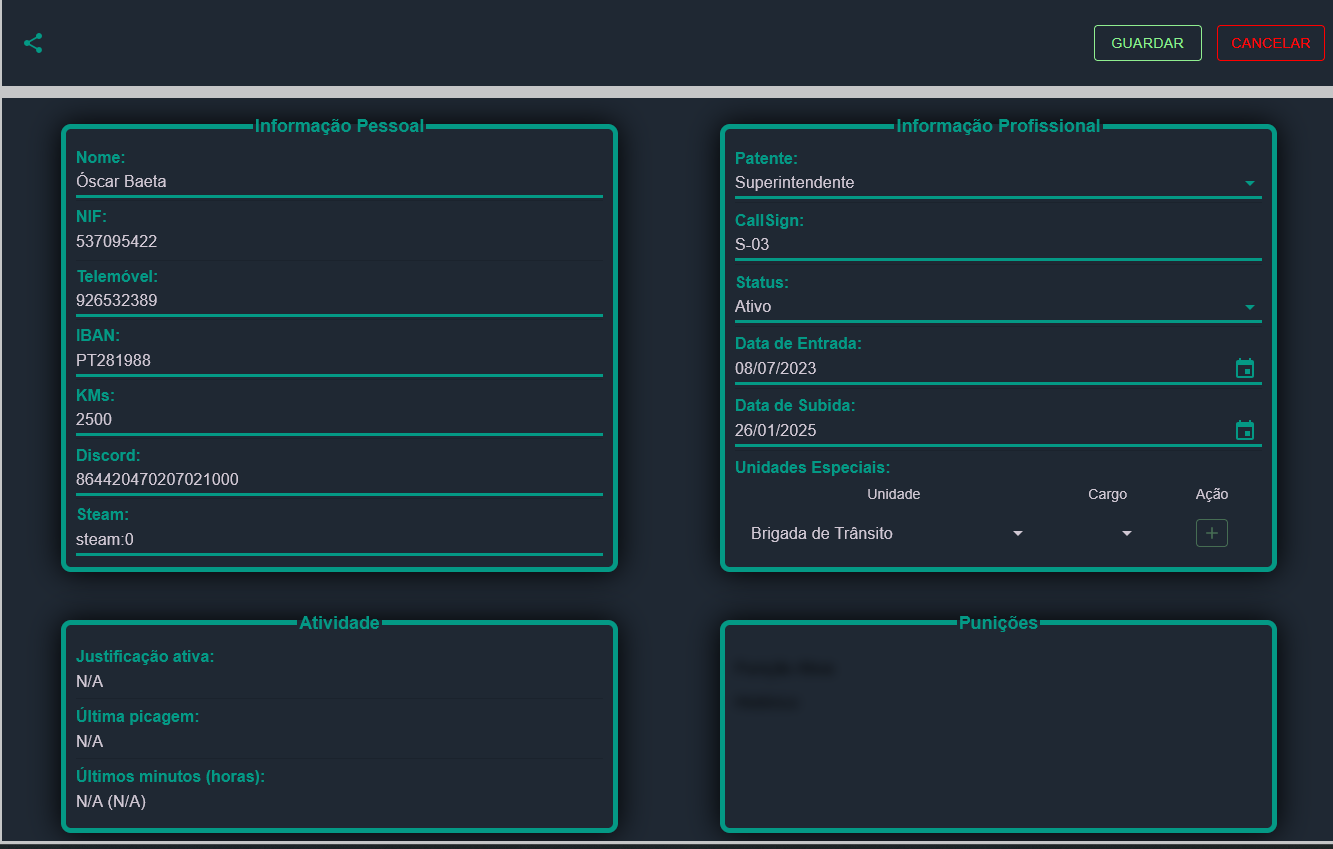 GUARDAR
CANCELAR
Informação Pessoal
Nome:
Óscar Baeta
NIF:
537095422
Telemóvel:
926532389
IBAN:
PT281988
KMs:
2500
Discord:
864420470207021000
Steam:
steam:0
Informação Profissional
Patente:
Superintendente
CallSign:
S-03
Status:
Ativo
Data de Entrada:
08/07/2023
Data de Subida:
26/01/2025
Unidades Especiais:
Unidade Cargo Ação
Brigada de Trânsito
Atividade
Justificação ativa:
N/A
Última picagem:
N/A
Últimos minutos (horas):
N/A (N/A)
Punições